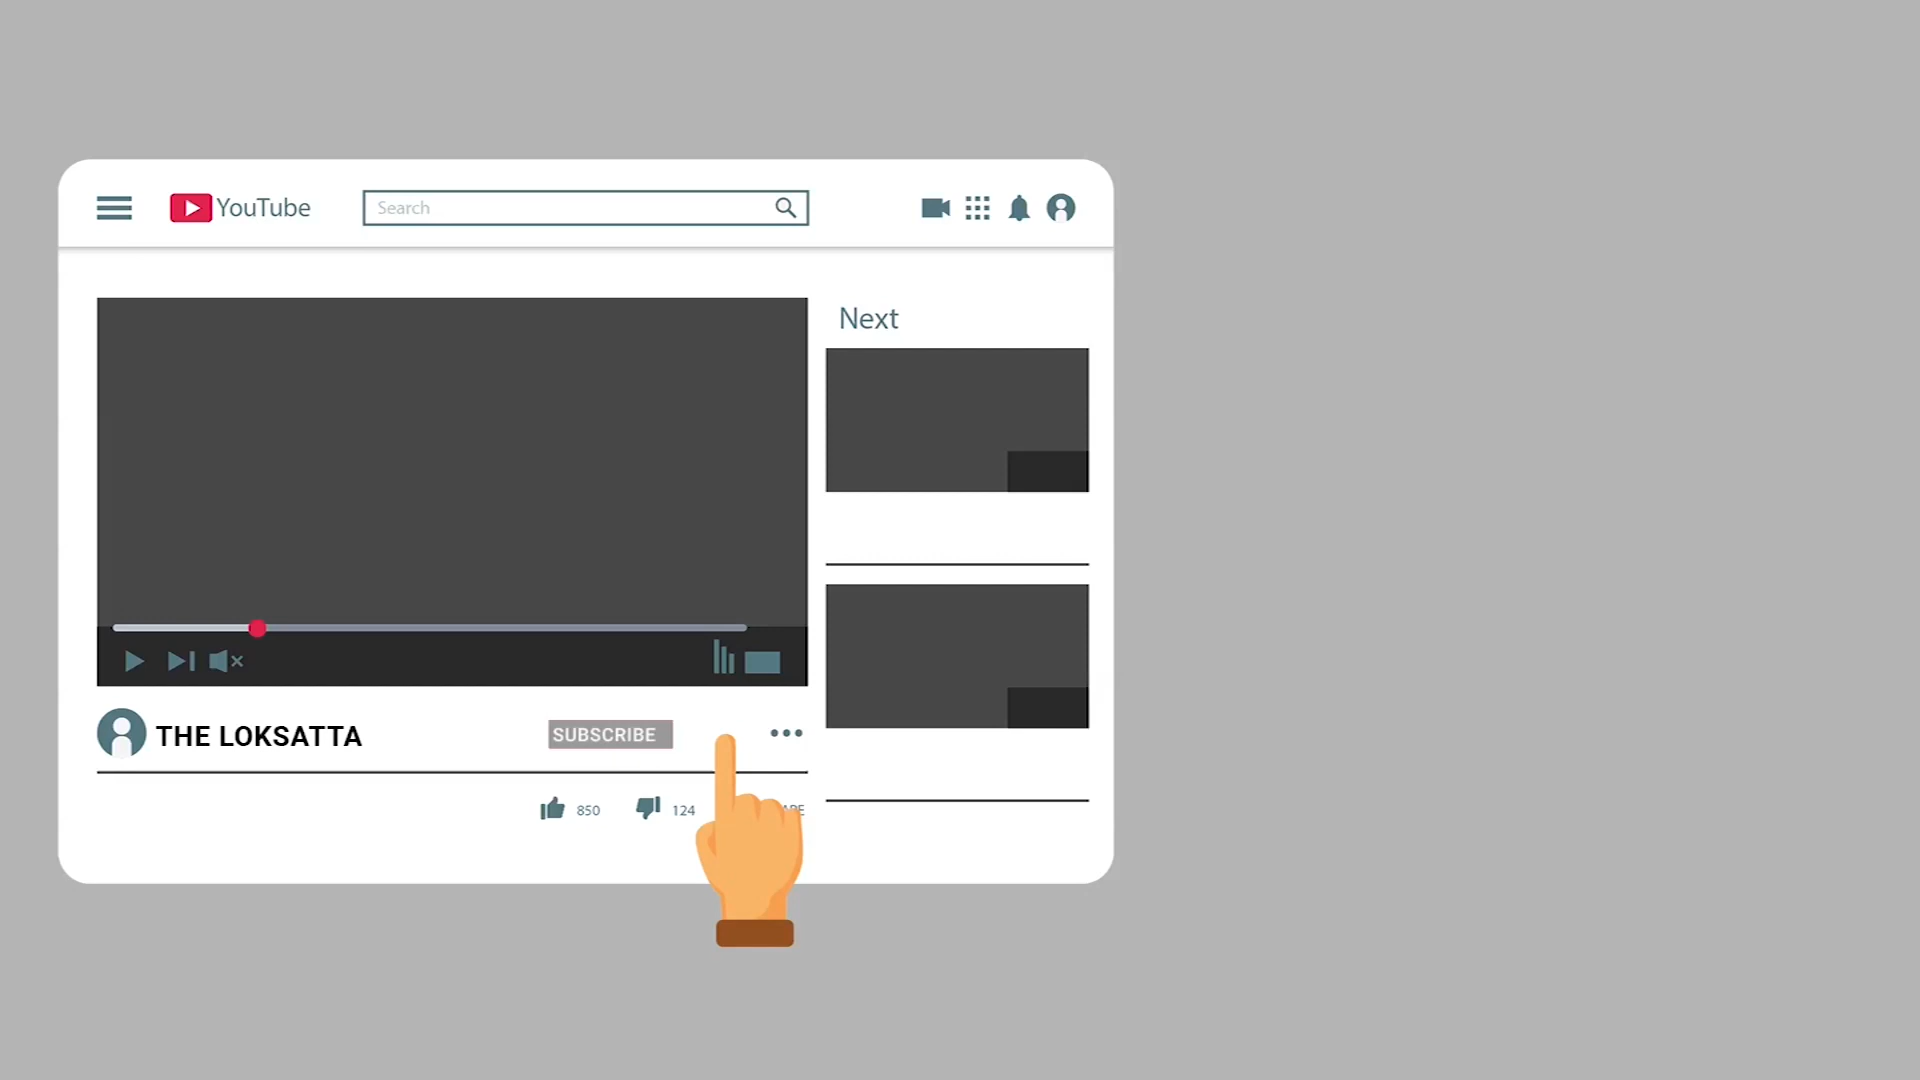 YouTube
Search
Next
THE LOKSATTA
SUBSCRIBE
850
124